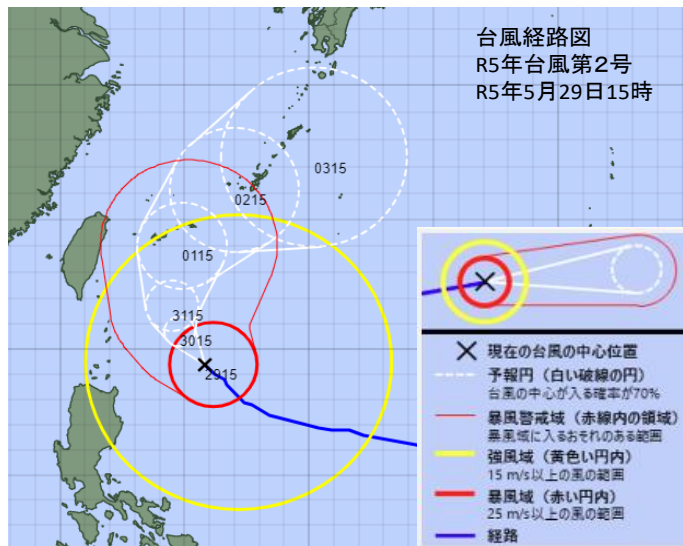 台風経路図
R5年台風第２号
R5年5月29日15時
0315
0215
0115
3115
3015
2915
現在の台風の中心位置
予報円（白い破線の円）
台風の中心が入る確率が70%
暴風警戒域（赤線内の領域）
暴風域に入るおそれのある範囲
強風域（黄色い円内）
15 m/s以上の風の範囲
暴風域（赤い円内）
25 m/s以上の風の範囲
経路